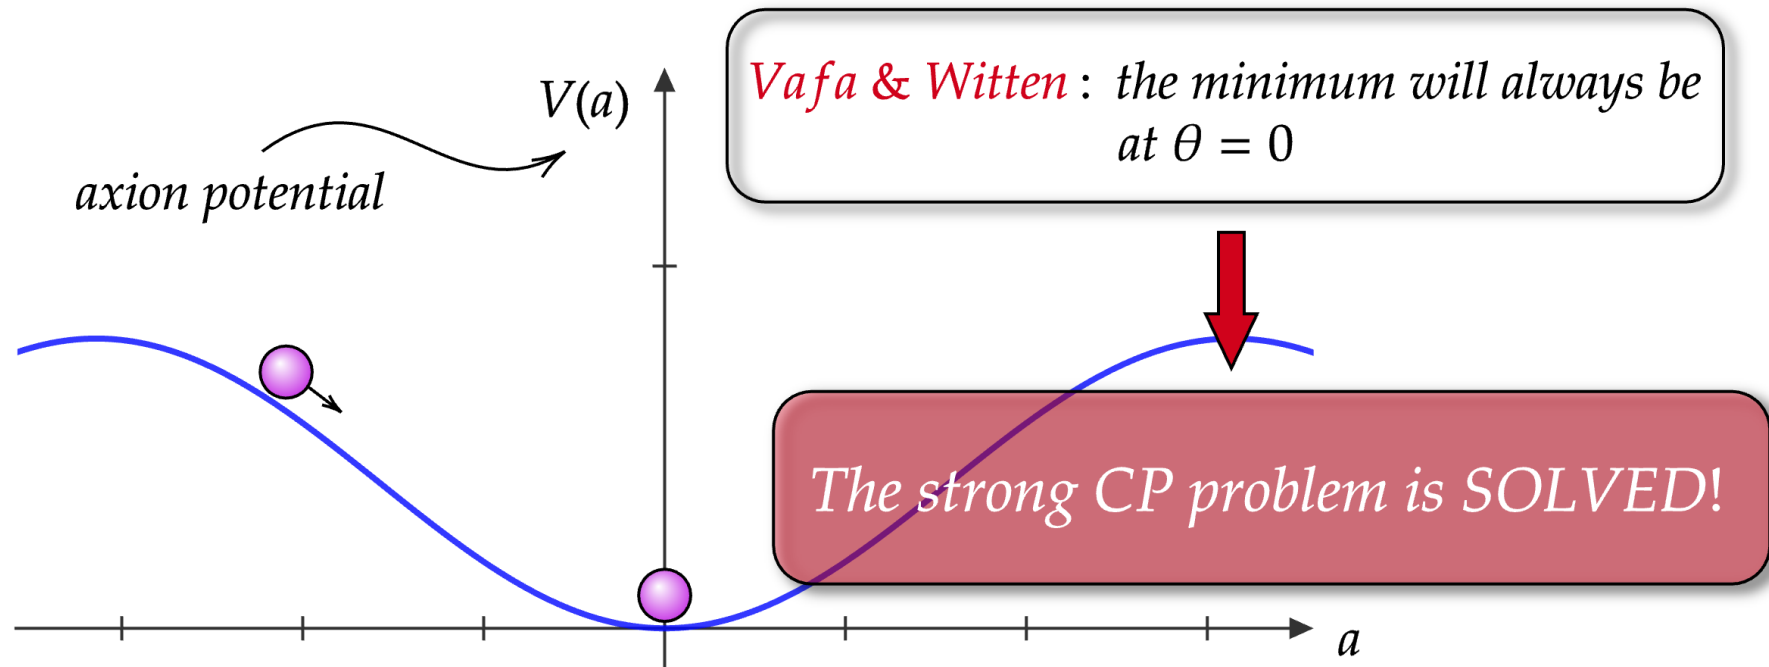 V(a)
axion potential
Vafa & Witten : the minimum will always be
at θ = 0
The strong CP problem is SOLVED!
a